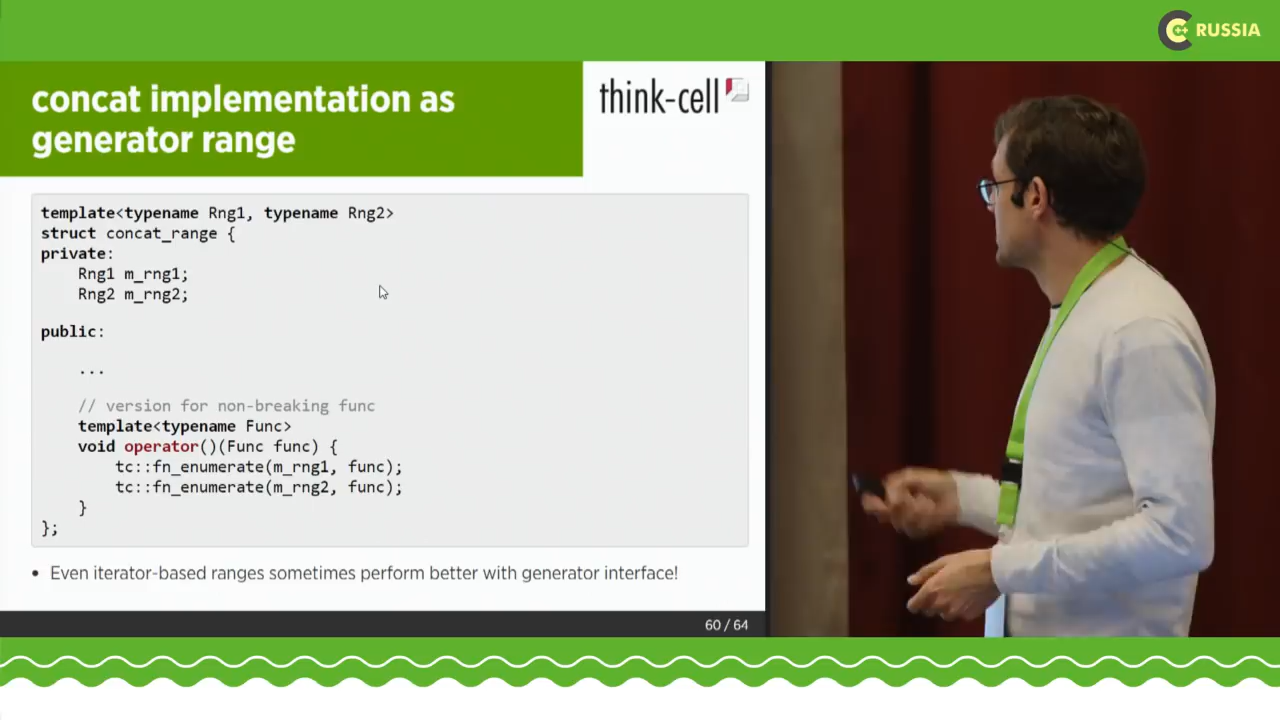 C++ RUSSIA
concat implementation as
generator range
think-cell
template<typename Rng1, typename Rng2>
struct concat_range {
private:
    Rng1 m_rng1;
    Rng2 m_rng2;
public:
    ...
    // version for non-breaking func
    template<typename Func>
    void operator()(Func func) {
        tc::fn_enumerate(m_rng1, func);
        tc::fn_enumerate(m_rng2, func);
    }
};
• Even iterator-based ranges sometimes perform better with generator interface!
60 / 64